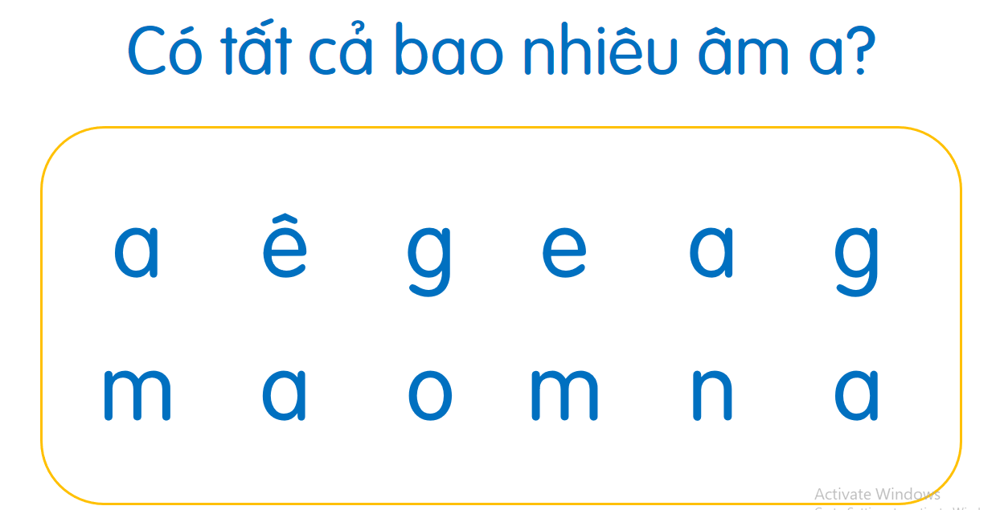 Có tất cả bao nhiêu âm a?
a ê g e a g
m a o m n a
Activate Windows